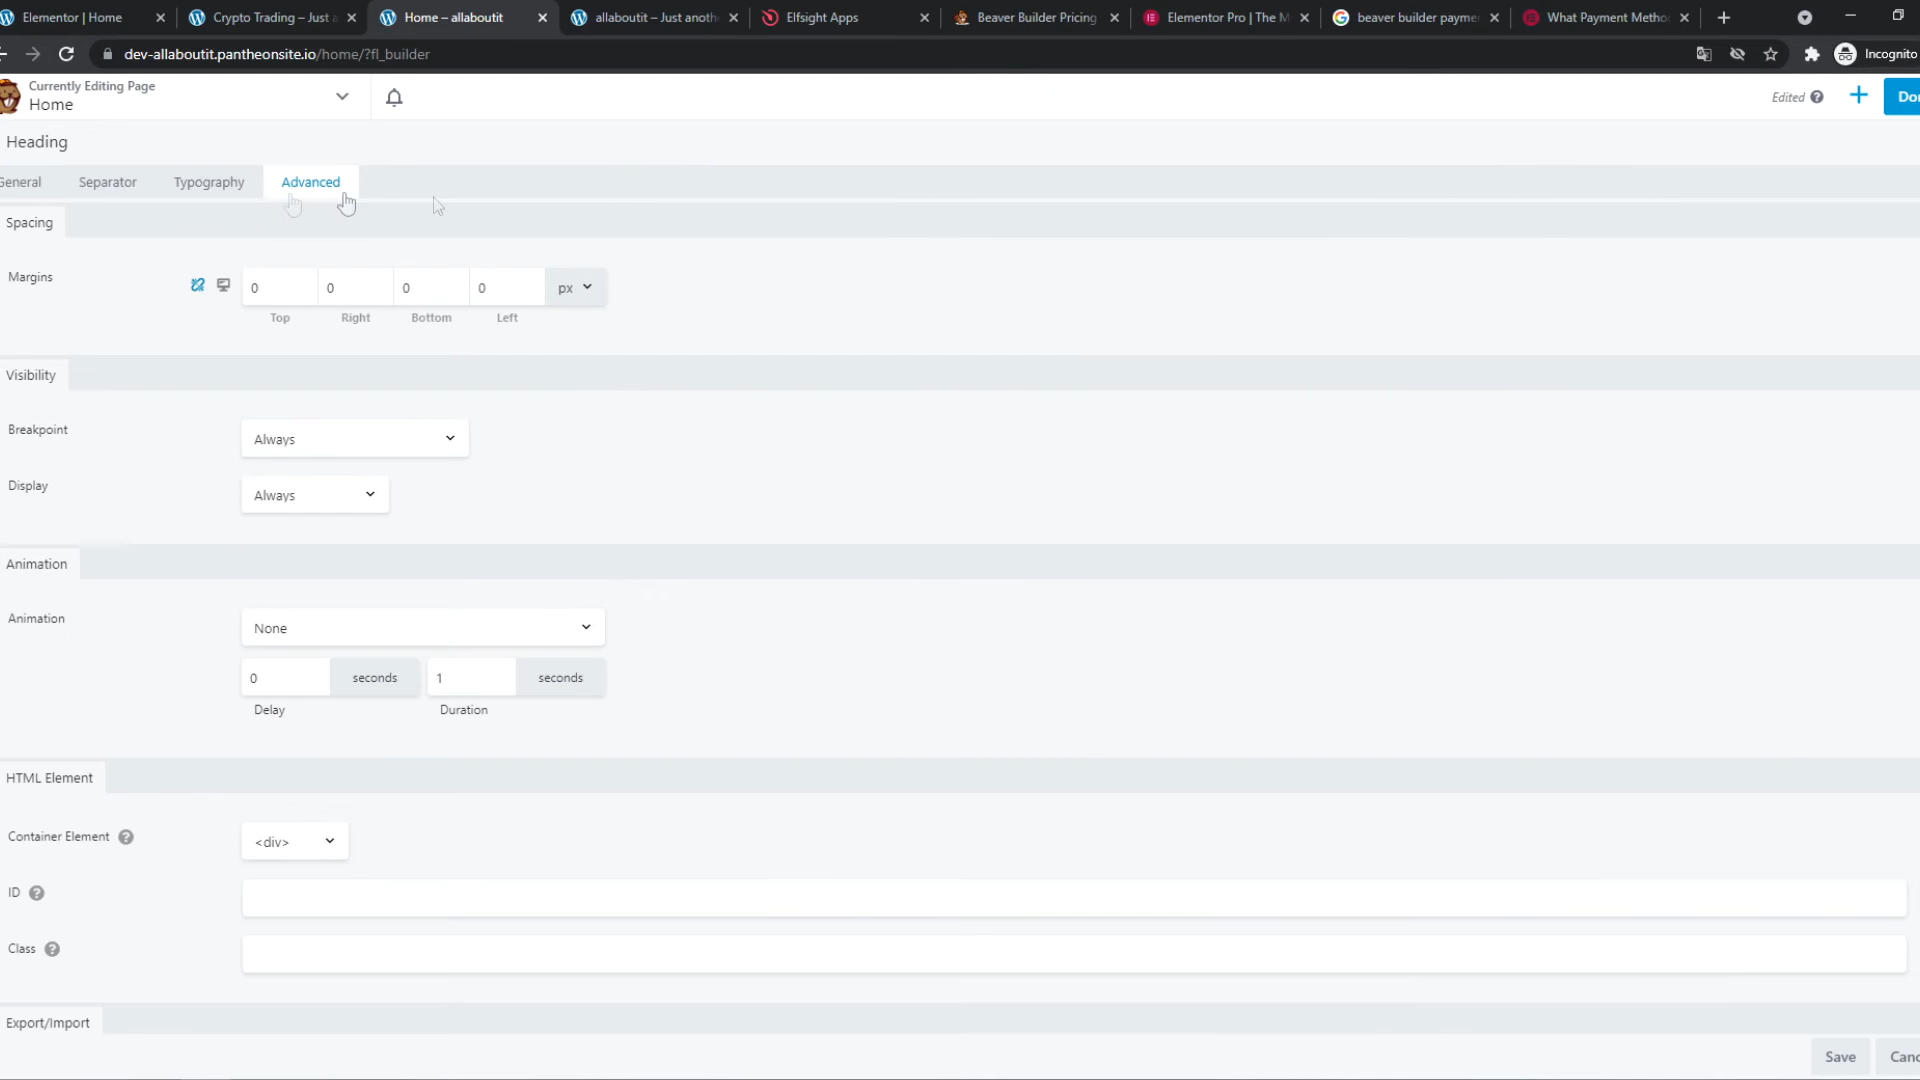 Elementor | Home
Crypto Trading – Just a
Home – allaboutit
allaboutit – Just anoth
Elfsight Apps
Beaver Builder Pricing
Elementor Pro | The M
beaver builder payme
What Payment Metho
dev-allaboutit.pantheonsite.io/home/?fl_builder
Incognito
Currently Editing Page
Home
Edited
Do
Heading
General
Separator
Typography
Advanced
Spacing
Margins
0
0
0
0
px
Top
Right
Bottom
Left
Visibility
Breakpoint
Always
Display
Always
Animation
Animation
None
0
seconds
1
seconds
Delay
Duration
HTML Element
Container Element
<div>
ID
Class
Export/Import
Save
Canc